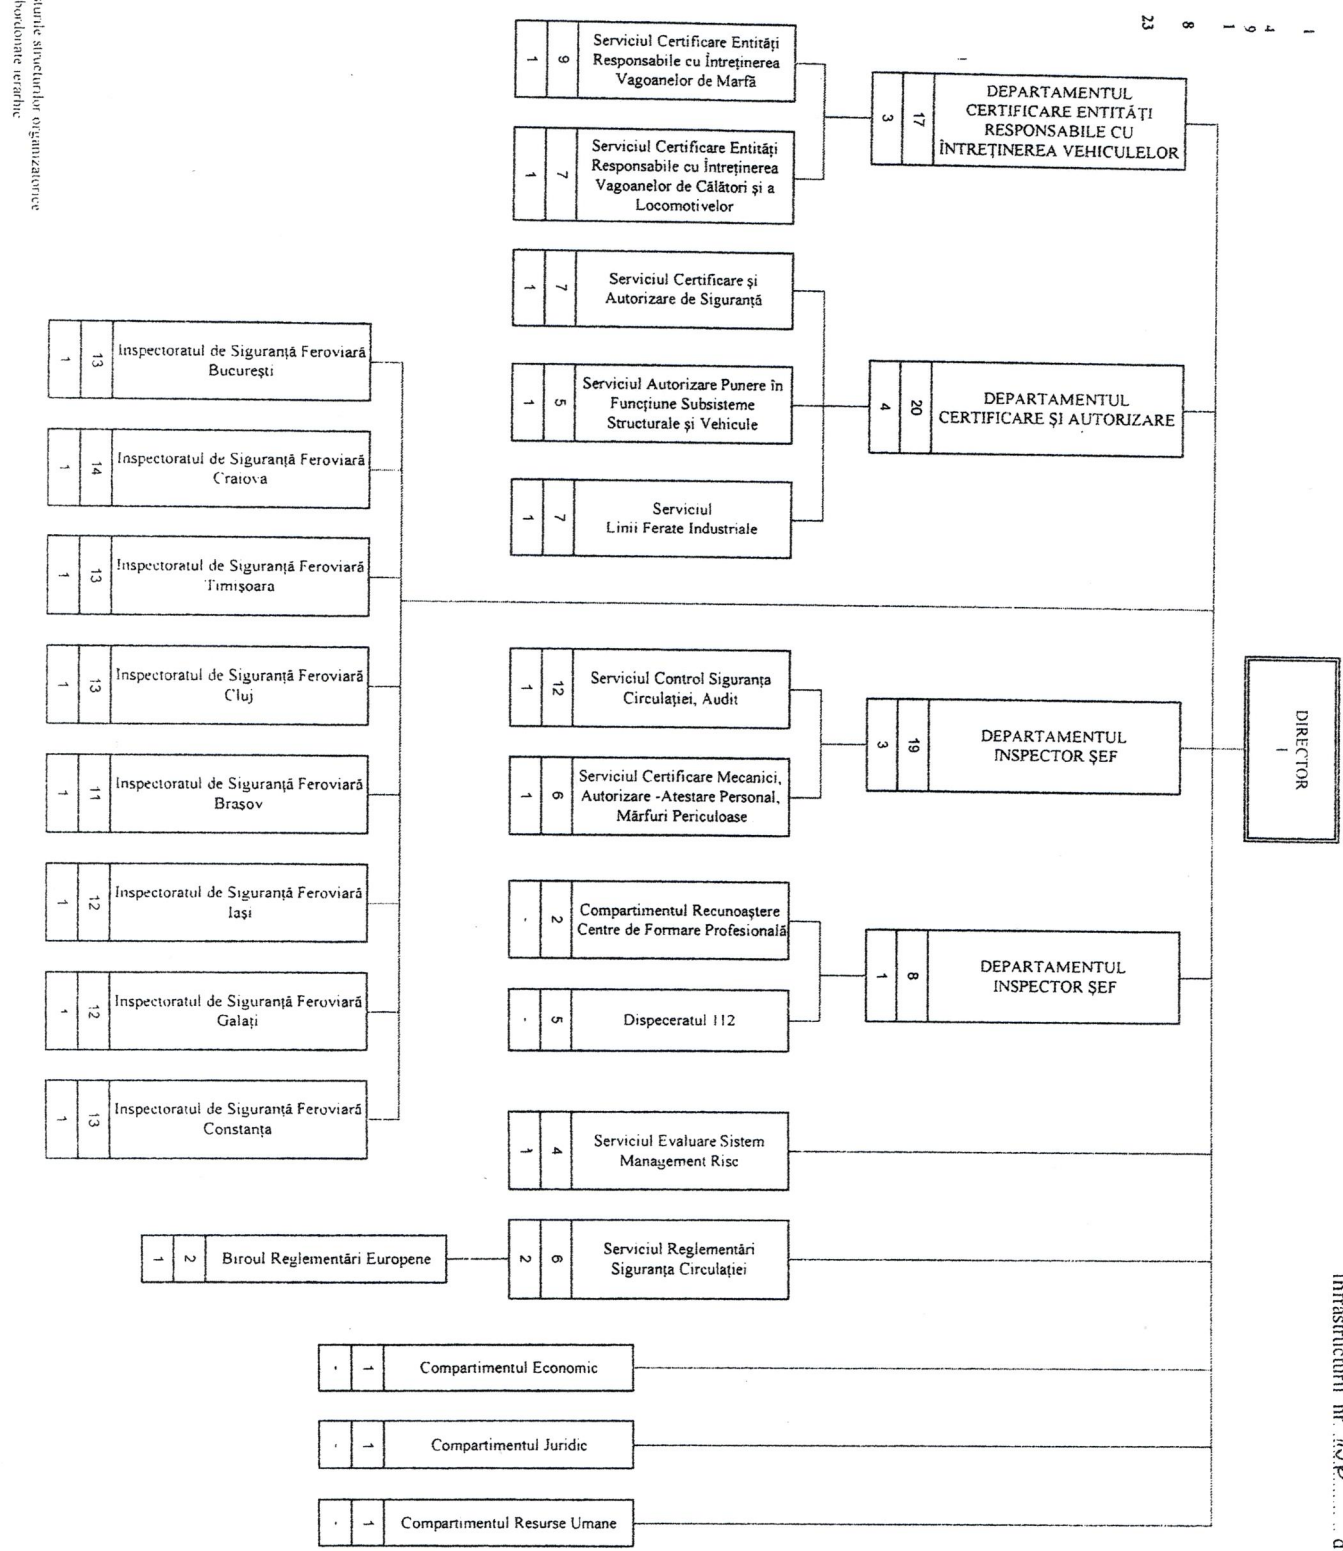 1
4
9
1
8
23
DIRECTOR
1
DEPARTAMENTUL
CERTIFICARE ENTITĂȚI
RESPONSABILE CU
ÎNTREȚINEREA VEHICULELOR
17
3
Serviciul Certificare Entități
Responsabile cu Întreținerea
Vagoanelor de Marfă
9
1
Serviciul Certificare Entități
Responsabile cu Întreținerea
Vagoanelor de Călători și a
Locomotivelor
7
1
DEPARTAMENTUL
CERTIFICARE ȘI AUTORIZARE
20
4
Serviciul Certificare și
Autorizare de Siguranță
7
1
Serviciul Autorizare Punere în
Funcțiune Subsisteme
Structurale și Vehicule
5
1
Serviciul
Linii Ferate Industriale
7
1
Inspectoratul de Siguranță Feroviară
București
13
1
Inspectoratul de Siguranță Feroviară
Craiova
14
1
Inspectoratul de Siguranță Feroviară
Timișoara
13
1
Inspectoratul de Siguranță Feroviară
Cluj
13
1
Inspectoratul de Siguranță Feroviară
Brașov
11
1
Inspectoratul de Siguranță Feroviară
Iași
12
1
Inspectoratul de Siguranță Feroviară
Galați
12
1
Inspectoratul de Siguranță Feroviară
Constanța
13
1
DEPARTAMENTUL
INSPECTOR ȘEF
19
3
Serviciul Control Siguranța
Circulației, Audit
12
1
Serviciul Certificare Mecanici,
Autorizare -Atestare Personal,
Mărfuri Periculoase
6
1
DEPARTAMENTUL
INSPECTOR ȘEF
8
1
Compartimentul Recunoaștere
Centre de Formare Profesională
2
-
Dispeceratul 112
5
-
Serviciul Evaluare Sistem
Management Risc
4
1
Serviciul Reglementări
Siguranța Circulației
6
2
Biroul Reglementări Europene
2
1
Compartimentul Economic
1
-
Compartimentul Juridic
1
-
Compartimentul Resurse Umane
1
-
structurilor organizatorice
ierarhic
infrastructurii nr.